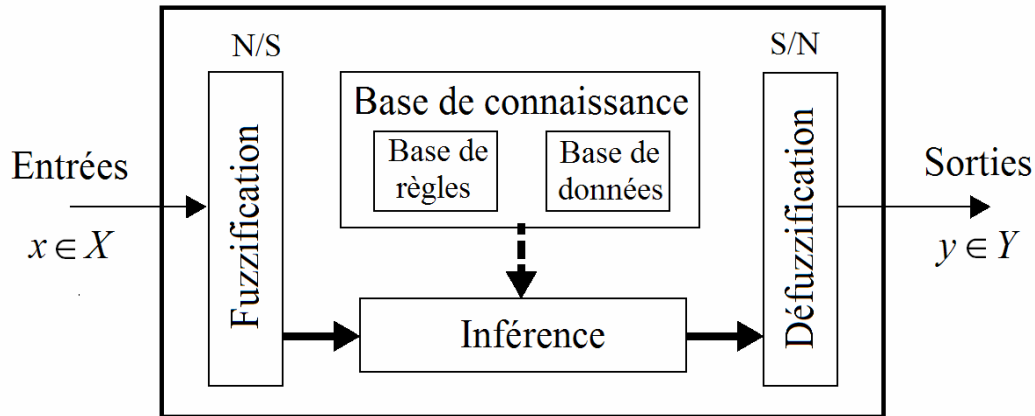 N/S
S/N
Base de connaissance
Base de
règles
Base de
données
Entrées
x ∈ X
Fuzzification
Inférence
Défuzzification
Sorties
y ∈ Y